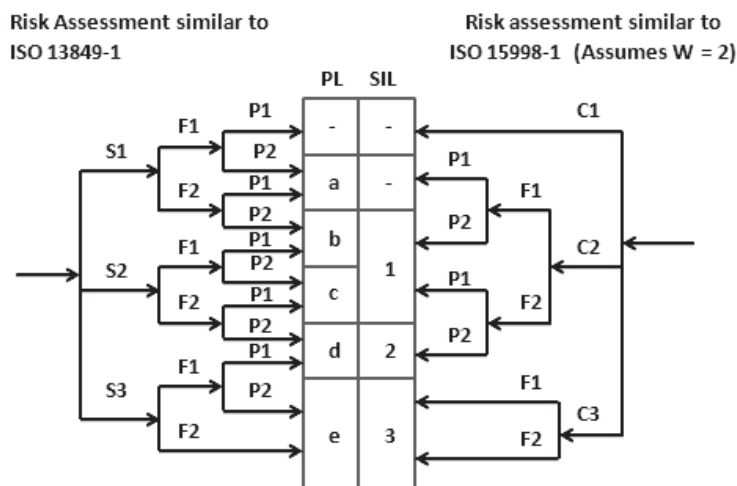 Risk Assessment similar to
ISO 13849-1
Risk assessment similar to
ISO 15998-1 (Assumes W = 2)
PL SIL
P1
F1
P2
S1
P1
F2
P2
P1
F1
P2
S2
P1
F2
P2
P1
F1
P2
S3
F2
- -
a -
b
1
c
d 2
e 3
C1
P1
F1
P2
C2
P1
F2
P2
F1
C3
F2